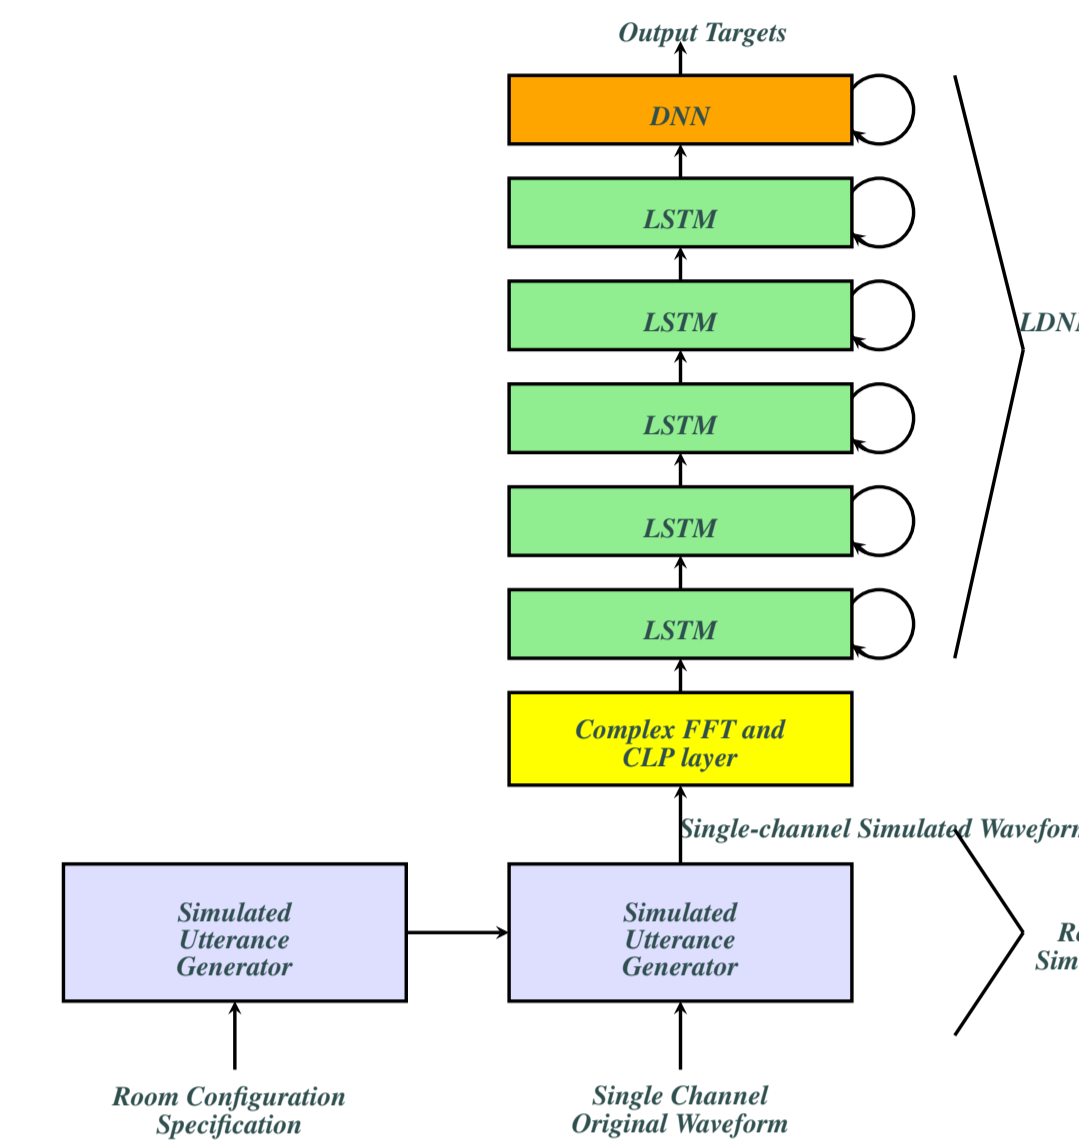 Output Targets
DNN
LSTM
LSTM
LSTM
LSTM
LSTM
Complex FFT and
CLP layer
Single-channel Simulated
Simulated
Utterance
Generator
Simulated
Utterance
Generator
Room Configuration
Specification
Single Channel
Original Waveform